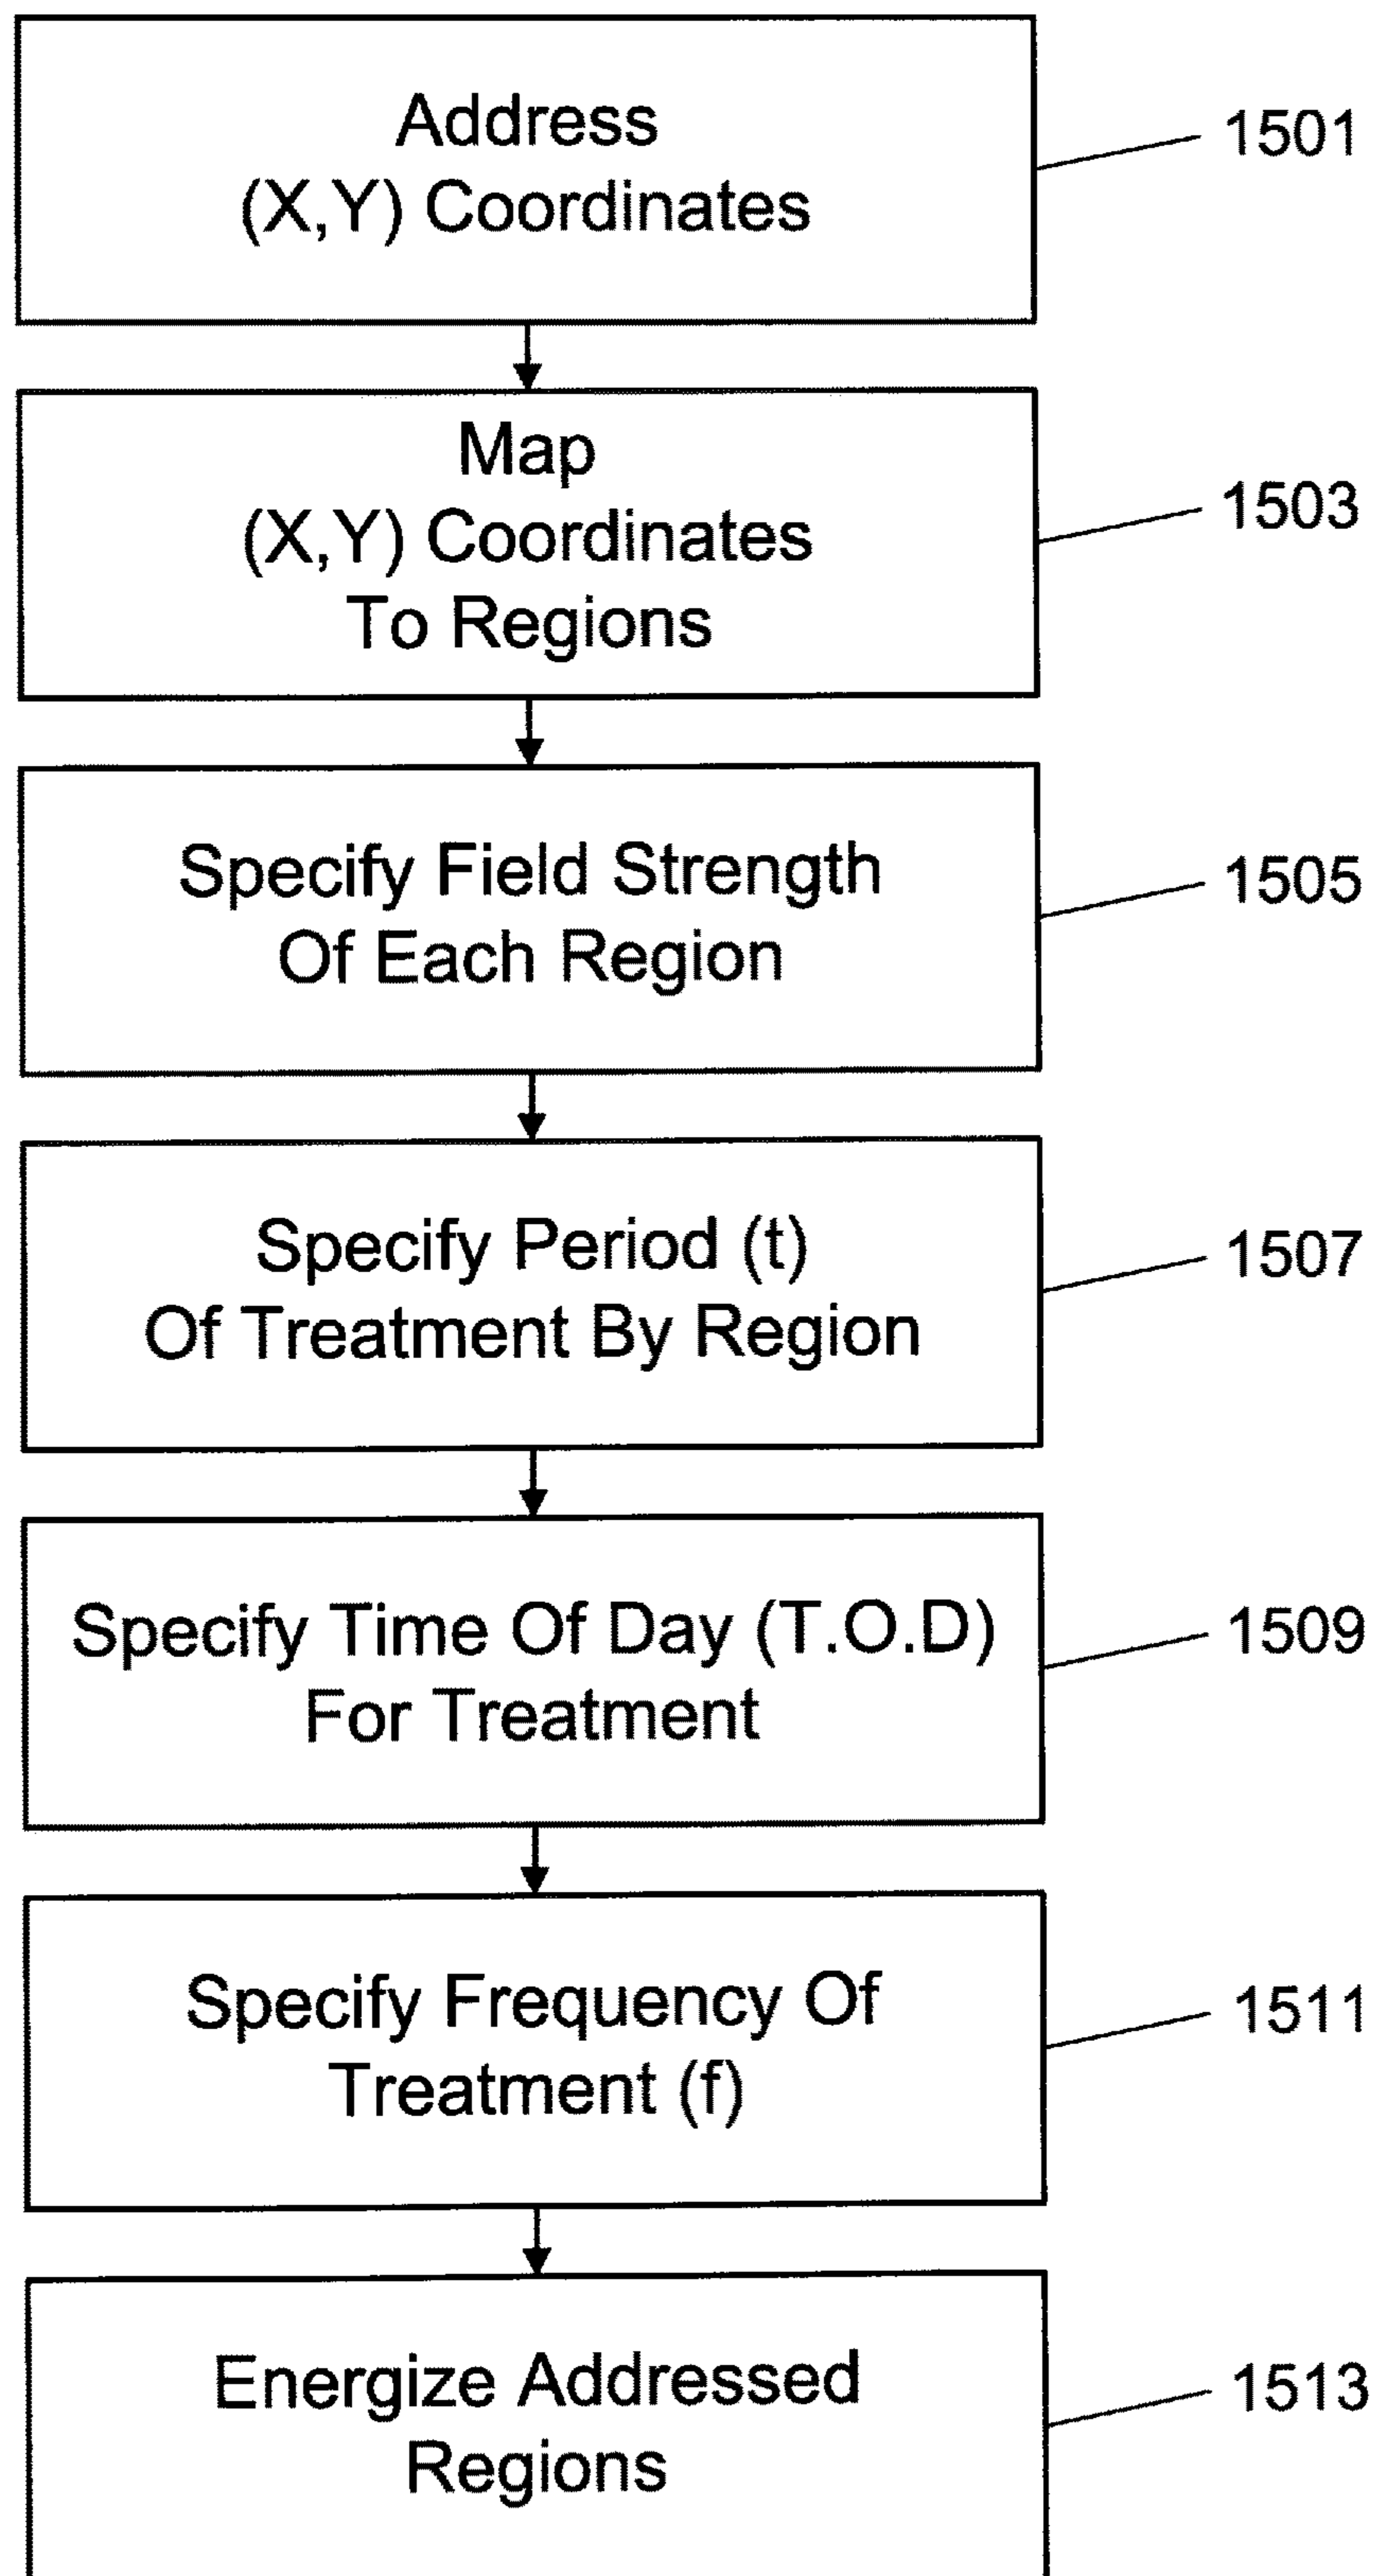 Address
(X,Y) Coordinates
1501
Map
(X,Y) Coordinates
To Regions
1503
Specify Field Strength
Of Each Region
1505
Specify Period (t)
Of Treatment By Region
1507
Specify Time Of Day (T.O.D)
For Treatment
1509
Specify Frequency Of
Treatment (f)
1511
Energize Addressed
Regions
1513